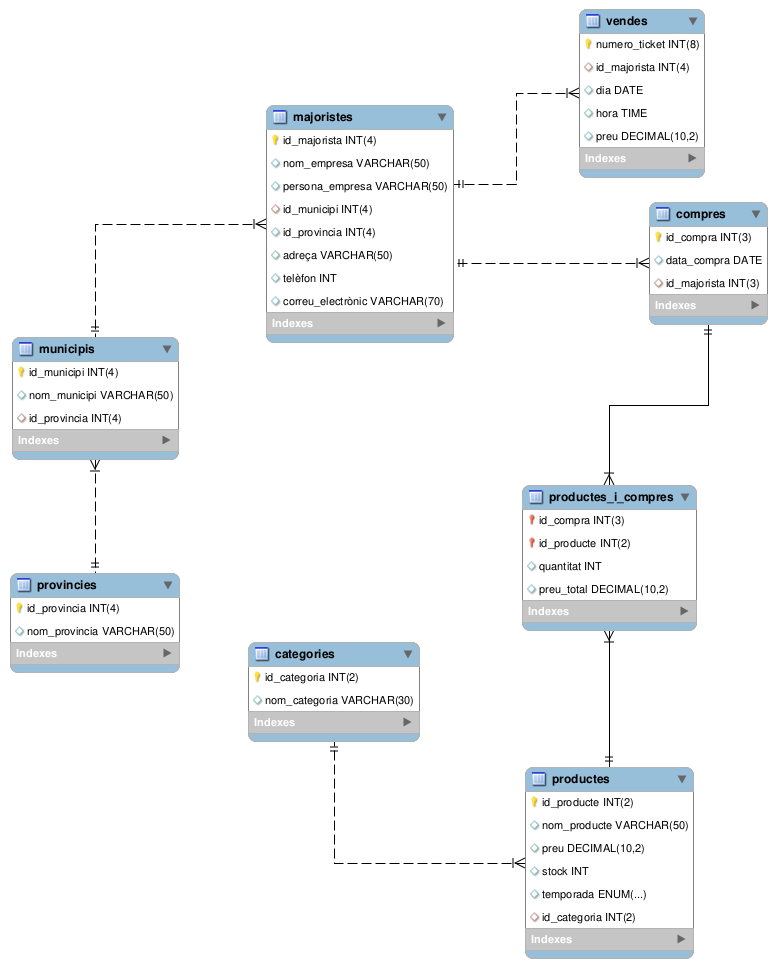 vendes
numero_ticket INT(8)
id_majorista INT(4)
dia DATE
hora TIME
preu DECIMAL(10,2)
Indexes
majoristes
id_majorista INT(4)
nom_empresa VARCHAR(50)
persona_empresa VARCHAR(50)
id_municipi INT(4)
id_provincia INT(4)
adreça VARCHAR(50)
telèfon INT
correu_electrònic VARCHAR(70)
Indexes
compres
id_compra INT(3)
data_compra DATE
id_majorista INT(3)
Indexes
municipis
id_municipi INT(4)
nom_municipi VARCHAR(50)
id_provincia INT(4)
Indexes
productes_i_compres
id_compra INT(3)
id_producte INT(2)
quantitat INT
preu_total DECIMAL(10,2)
Indexes
provincies
id_provincia INT(4)
nom_provincia VARCHAR(50)
Indexes
categories
id_categoria INT(2)
nom_categoria VARCHAR(30)
Indexes
productes
id_producte INT(2)
nom_producte VARCHAR(50)
preu DECIMAL(10,2)
stock INT
temporada ENUM(...)
id_categoria INT(2)
Indexes